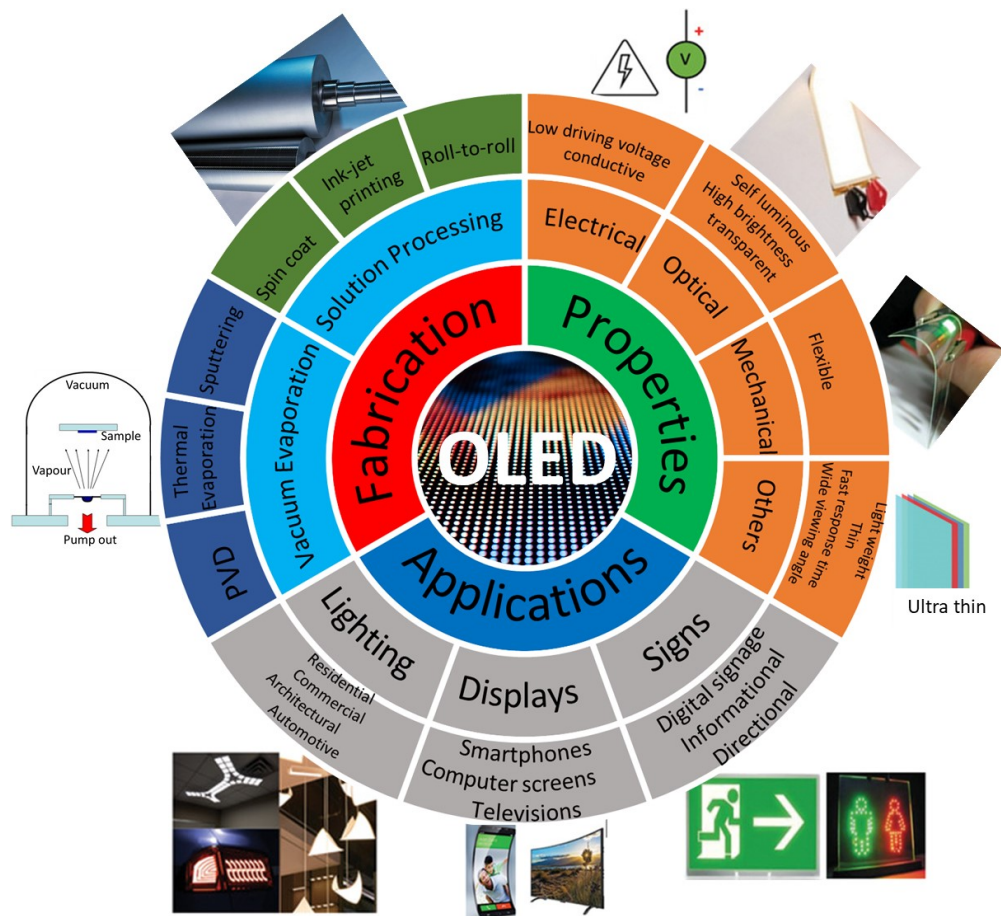 OLED
Fabrication
Solution Processing
Spin coat
Ink-jet
printing
Roll-to-roll
Vacuum Evaporation
Sputtering
Thermal
Evaporation
PVD
Properties
Electrical
Low driving voltage
conductive
Optical
Self luminous
High brightness
transparent
Mechanical
Flexible
Others
Light weight
Thin
Fast response time
Wide viewing angle
Applications
Lighting
Residential
Commercial
Architectural
Automotive
Displays
Smartphones
Computer screens
Televisions
Signs
Digital signage
Informational
Directional
+
V
-
Vacuum
Sample
Vapour
Pump out
Ultra thin